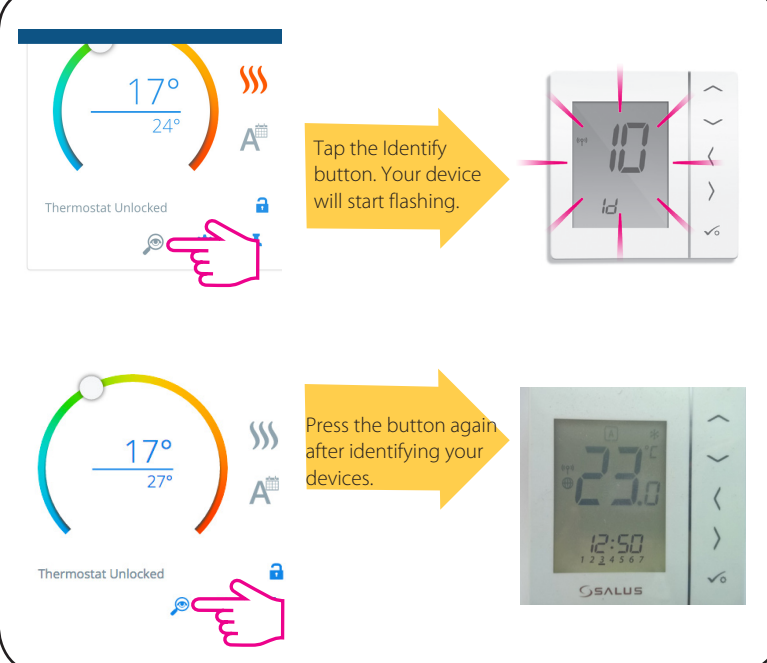 17°
24°
A
Thermostat Unlocked
Tap the Identify
button. Your device
will start flashing.
10
Id
17°
27°
A
Thermostat Unlocked
Press the button again
after identifying your
devices.
A
23.0
°C
12:50
1 2 3 4 5 6 7
SALUS